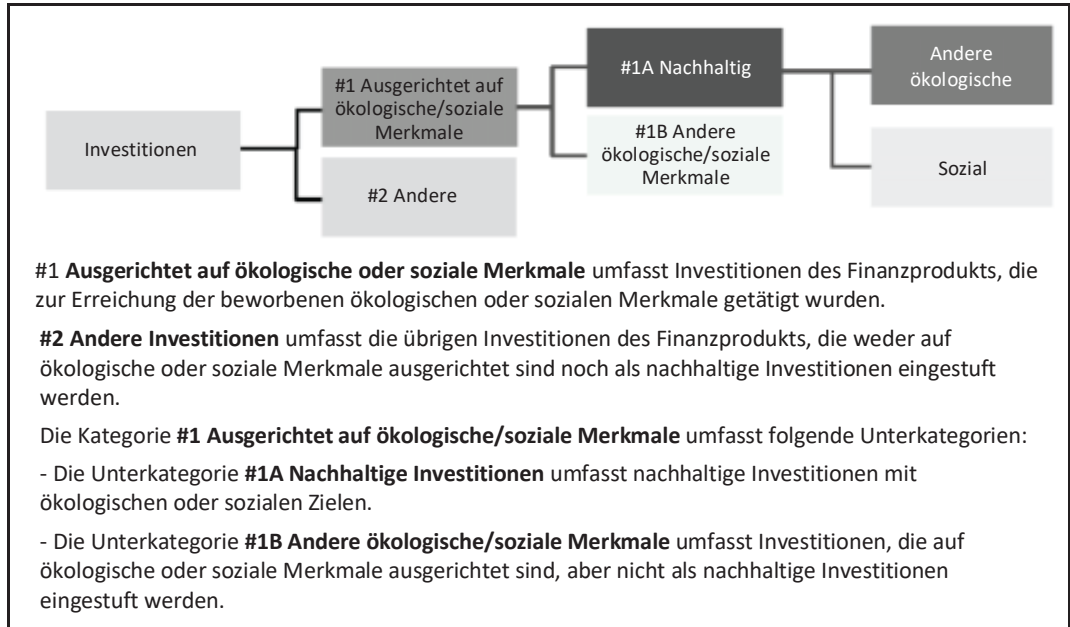 Investitionen
#1 Ausgerichtet auf
ökologische/soziale
Merkmale
#2 Andere
#1A Nachhaltig
#1B Andere
ökologische/soziale
Merkmale
Andere
ökologische
Sozial
#1 Ausgerichtet auf ökologische oder soziale Merkmale umfasst Investitionen des Finanzprodukts, die
zur Erreichung der beworbenen ökologischen oder sozialen Merkmale getätigt wurden.
#2 Andere Investitionen umfasst die übrigen Investitionen des Finanzprodukts, die weder auf
ökologische oder soziale Merkmale ausgerichtet sind noch als nachhaltige Investitionen eingestuft
werden.
Die Kategorie #1 Ausgerichtet auf ökologische/soziale Merkmale umfasst folgende Unterkategorien:
- Die Unterkategorie #1A Nachhaltige Investitionen umfasst nachhaltige Investitionen mit
ökologischen oder sozialen Zielen.
- Die Unterkategorie #1B Andere ökologische/soziale Merkmale umfasst Investitionen, die auf
ökologische oder soziale Merkmale ausgerichtet sind, aber nicht als nachhaltige Investitionen
eingestuft werden.